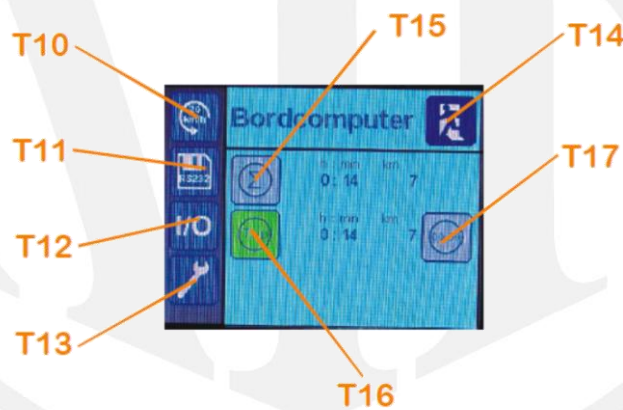 T10
T15
T14
Bordcomputer
T11
RS232
h : mn km
0 : 14 7
T17
T12
I/O
h : mn km
0 : 14 7
T13
T16